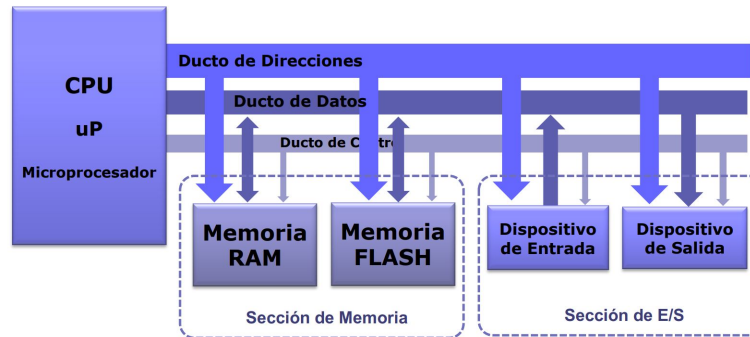 CPU
uP
Microprocesador
Ducto de Direcciones
Ducto de Datos
Ducto de Contro
Memoria
RAM
Memoria
FLASH
Dispositivo
de Entrada
Dispositivo
de Salida
Sección de Memoria
Sección de E/S